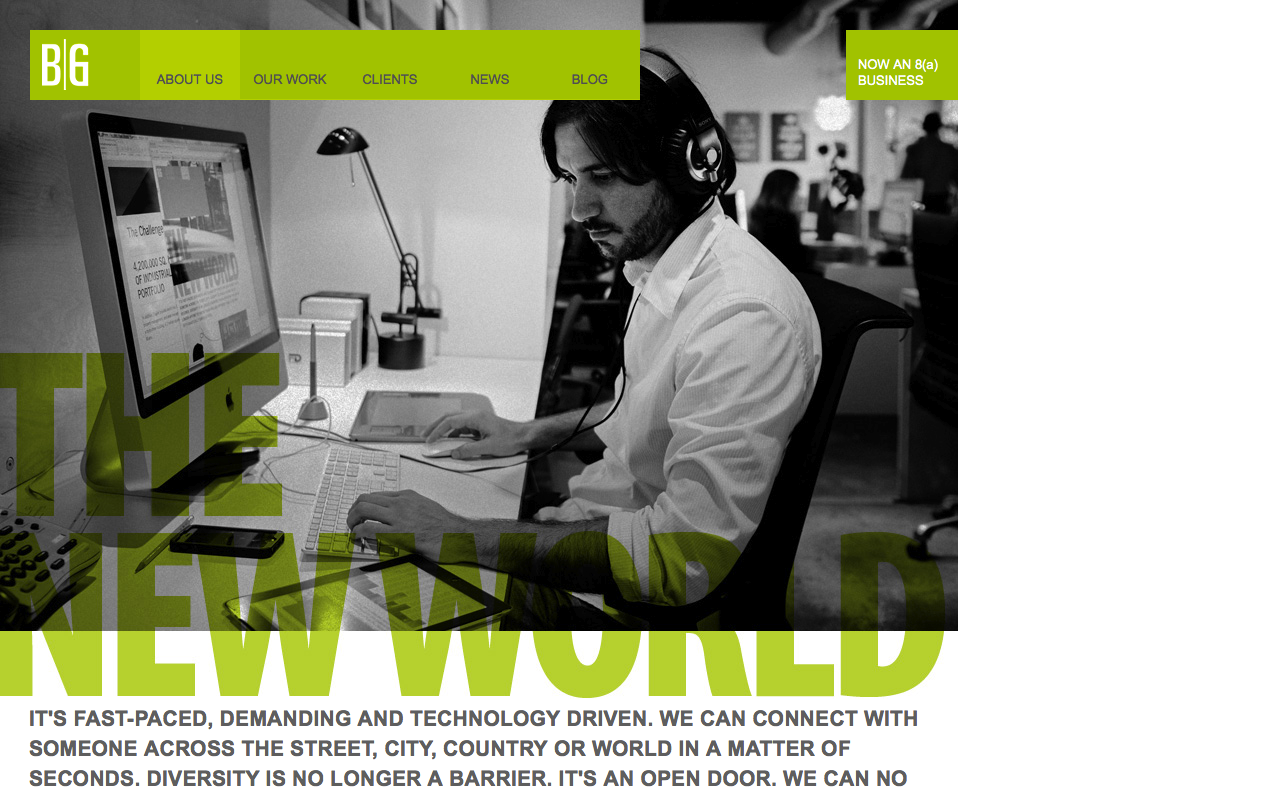 B|G
ABOUT US
OUR WORK
CLIENTS
NEWS
BLOG
NOW AN 8(a)
BUSINESS
The Challenge
4,200,000 SQ.
OF INDUSTRIAL
PORTFOLIO
THE
NEW WORLD
THE
NEW WORLD
IT'S FAST-PACED, DEMANDING AND TECHNOLOGY DRIVEN. WE CAN CONNECT WITH
SOMEONE ACROSS THE STREET, CITY, COUNTRY OR WORLD IN A MATTER OF
SECONDS. DIVERSITY IS NO LONGER A BARRIER. IT'S AN OPEN DOOR. WE CAN NO